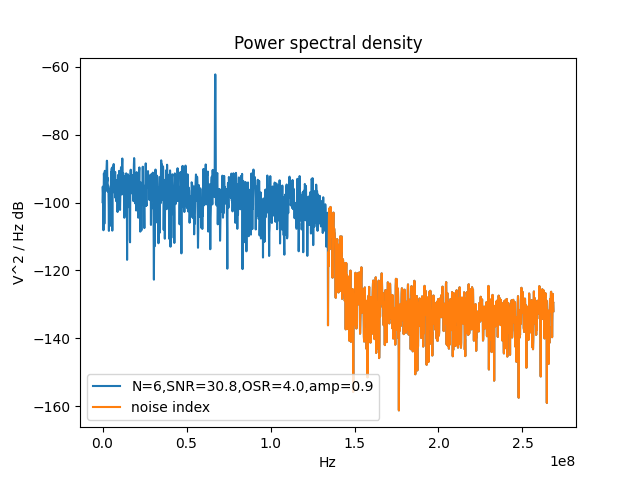 Power spectral density
V^2 / Hz dB
−60
−80
−100
−120
−140
−160
N=6,SNR=30.8,OSR=4.0,amp=0.9
noise index
0.0 0.5 1.0 1.5 2.0 2.5
1e8
Hz